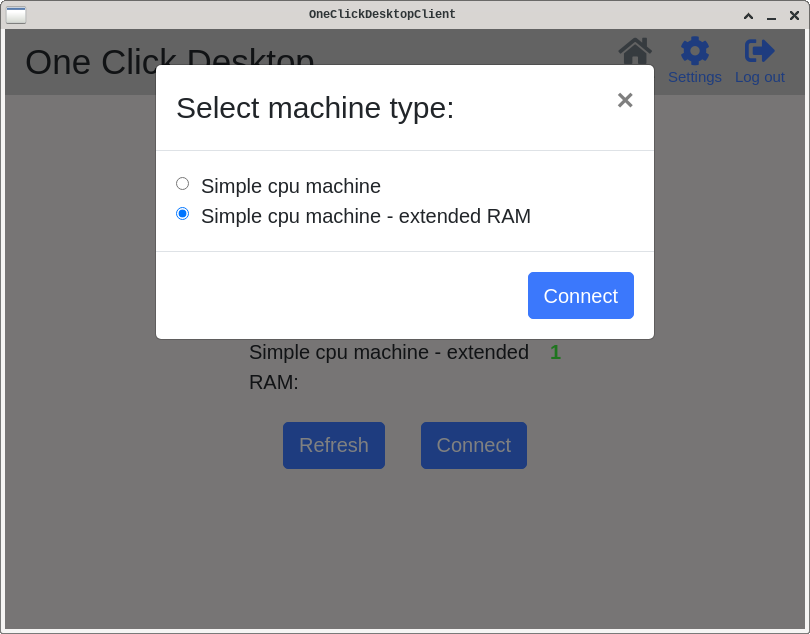 OneClickDesktopClient
One Click Desktop
Settings
Log out
Select machine type:
×
Simple cpu machine
Simple cpu machine - extended RAM
Connect
Simple cpu machine - extended 1
RAM:
Refresh
Connect